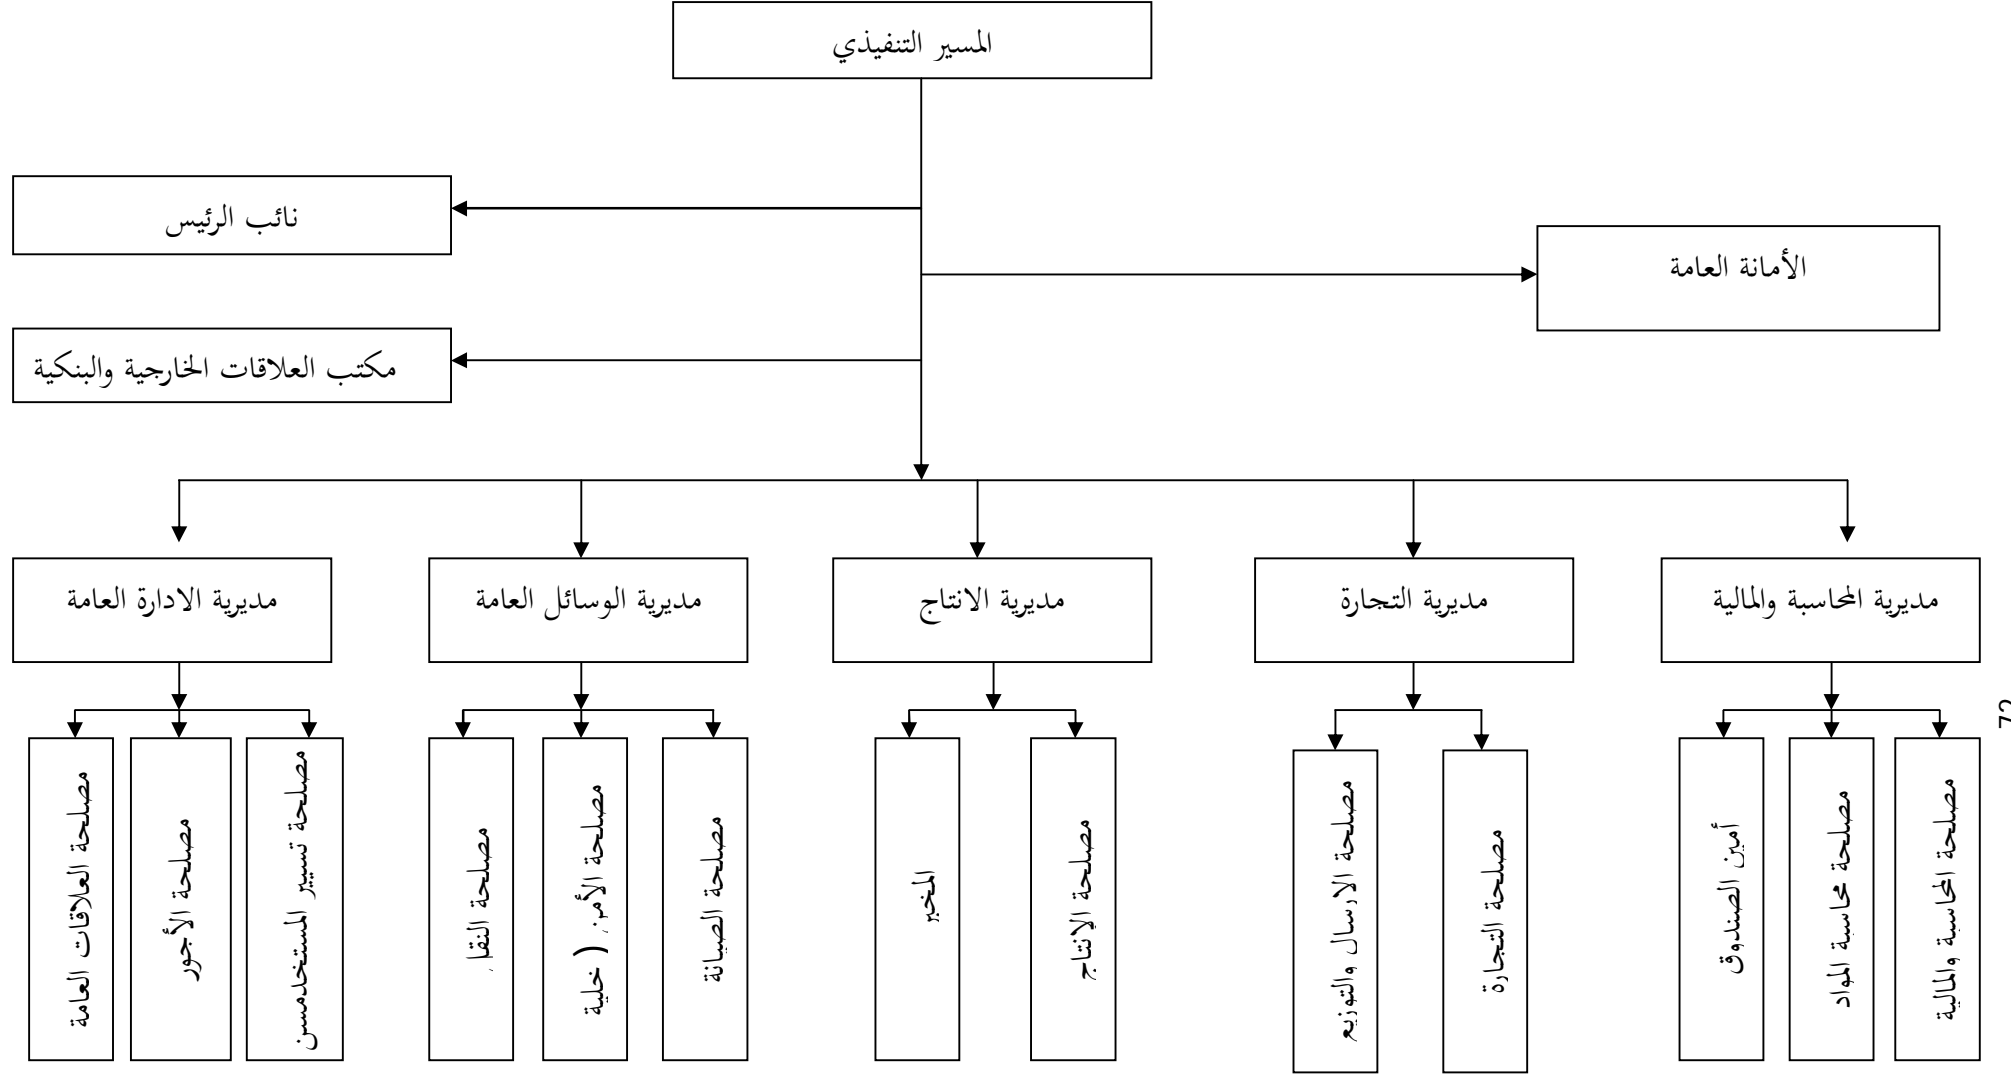 المسير التنفيذي
نائب الرئيس
الأمانة العامة
مكتب العلاقات الخارجية والبنكية
مديرية المحاسبة والمالية
مديرية التجارة
مديرية الانتاج
مديرية الوسائل العامة
مديرية الادارة العامة
مصلحة المحاسبة والمالية
مصلحة محاسبة المواد
أمين الصندوق
مصلحة التجارة
مصلحة الارسال والتوزيع
مصلحة الإنتاج
المخبر
مصلحة الصيانة
مصلحة الأمن ( خلية
مصلحة النقل
مصلحة تسيير المستخدمين
مصلحة الأجور
مصلحة العلاقات العامة
72